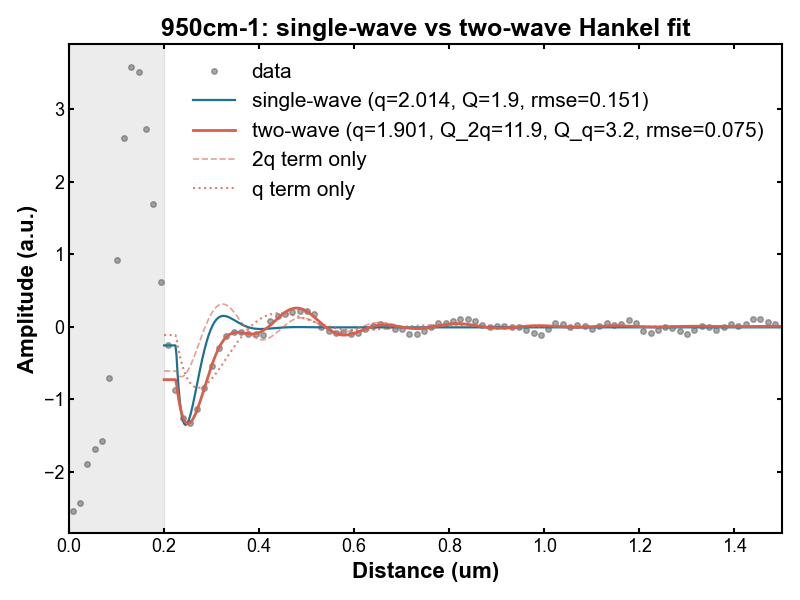 950cm-1: single-wave vs two-wave Hankel fit
data
single-wave (q=2.014, Q=1.9, rmse=0.151)
two-wave (q=1.901, Q_2q=11.9, Q_q=3.2, rmse=0.075)
2q term only
q term only
Amplitude (a.u.)
3
2
1
0
−1
−2
0.0 0.2 0.4 0.6 0.8 1.0 1.2 1.4
Distance (um)